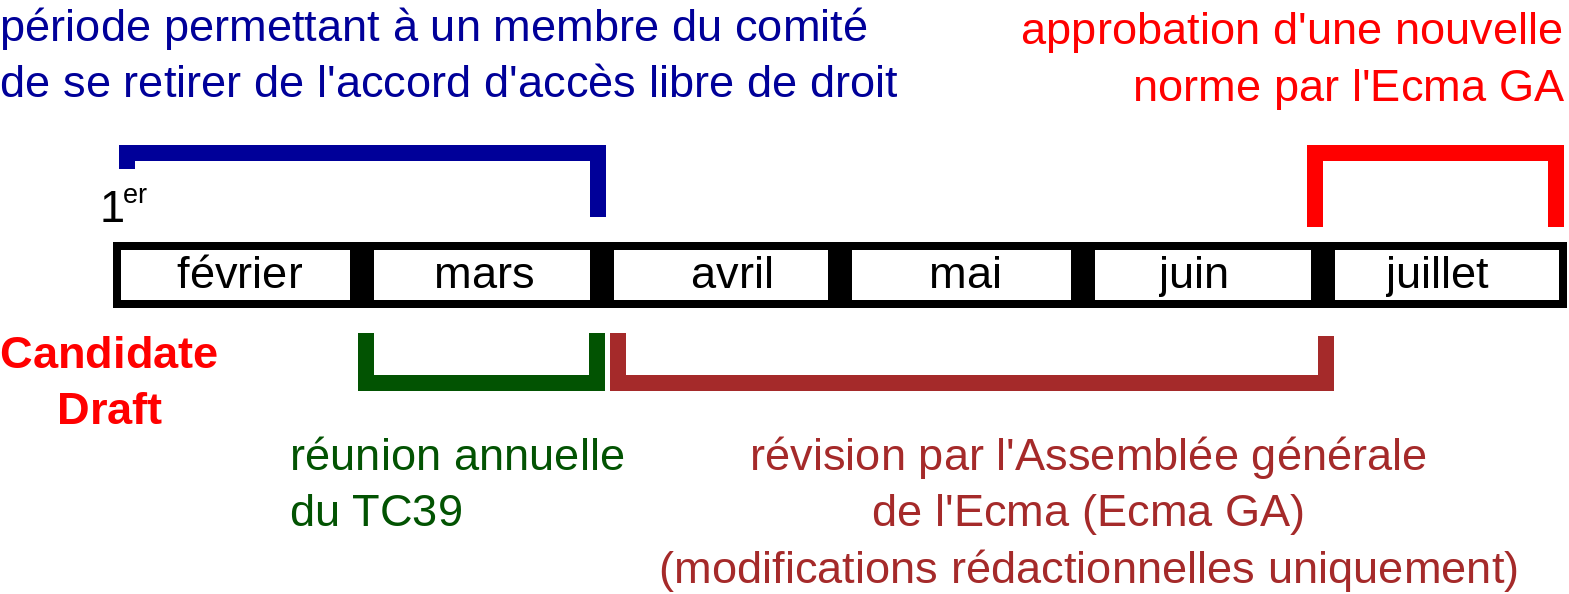 période permettant à un membre du comité
de se retirer de l'accord d'accès libre de droit
approbation d'une nouvelle
norme par l'Ecma GA
1er
février mars avril mai juin juillet
Candidate
Draft
réunion annuelle
du TC39
révision par l'Assemblée générale
de l'Ecma (Ecma GA)
(modifications rédactionnelles uniquement)